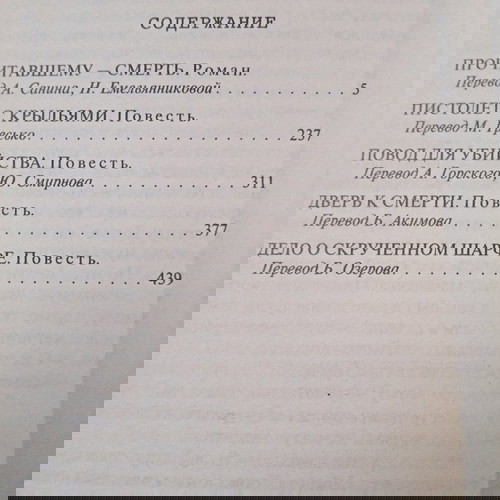 СОДЕРЖАНИЕ
ПРОЧИТАВШЕМУ — СМЕРТЬ. Роман
Перевод А. Санина, Н. Емельянниковой. 5
ПИСТОЛЕТ С КРЫЛЬЯМИ. Повесть.
Перевод М. Гресько 237
ПОВОД ДЛЯ УБИЙСТВА. Повесть.
Перевод А. Горского, Ю. Смирнова 311
ДВЕРЬ К СМЕРТИ. Повесть.
Перевод Б. Акимова 377
ДЕЛО О СКРУЧЕННОМ ШАРФЕ. Повесть.
Перевод Б. Озерова 439